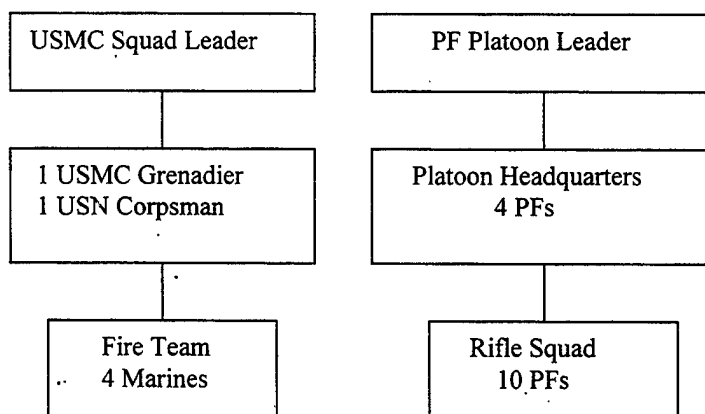 USMC Squad Leader
PF Platoon Leader
1 USMC Grenadier
1 USN Corpsman
Platoon Headquarters
4 PFs
Fire Team
4 Marines
Rifle Squad
10 PFs